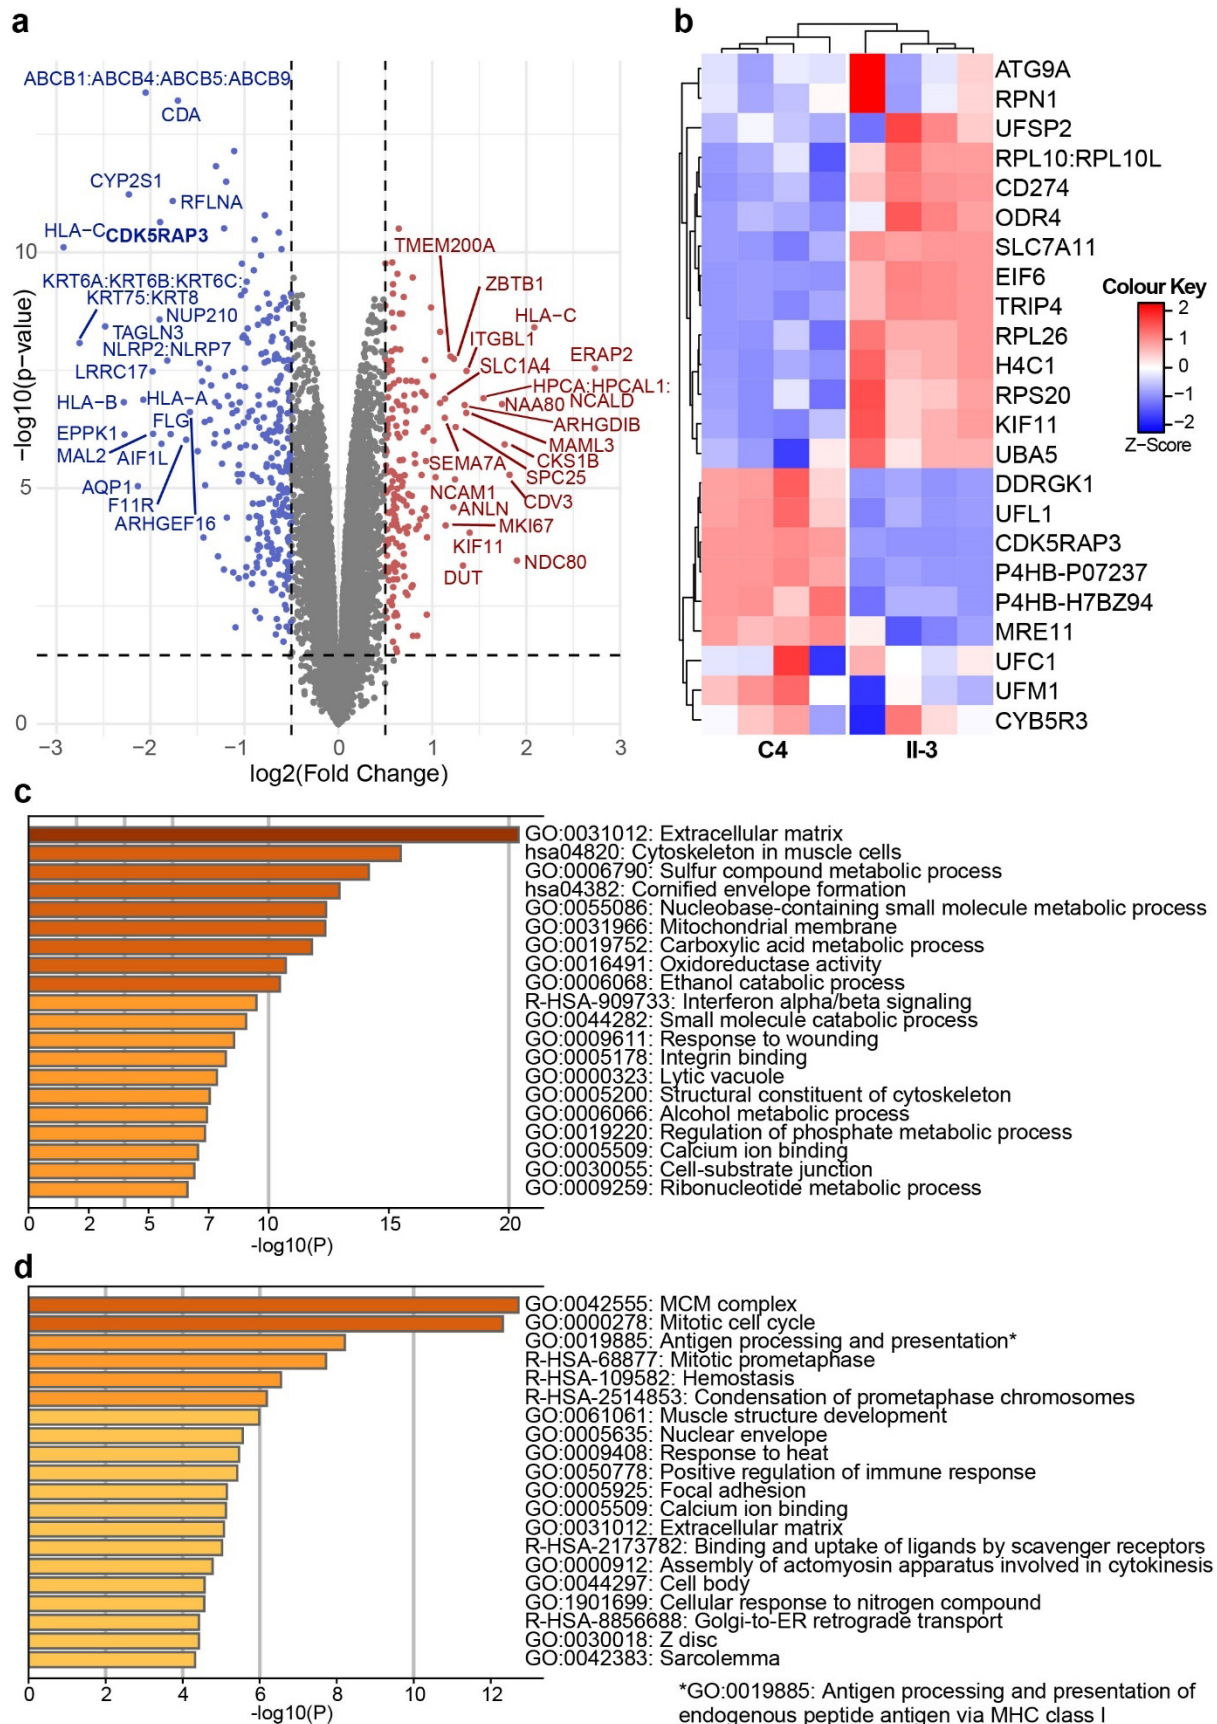 a
ABCB1:ABCB4:ABCB5:ABCB9
CDA
CYP2S1
RFLNA
HLA−C
CDK5RAP3
KRT6A:KRT6B:KRT6C:
KRT75:KRT8
NUP210
TAGLN3
NLRP2:NLRP7
LRRC17
HLA−B
HLA−A
FLG
EPPK1
MAL2
AIF1L
AQP1
F11R
ARHGEF16
TMEM200A
ZBTB1
HLA−C
ITGBL1
ERAP2
SLC1A4
HPCA:HPCAL1:
NCALD
NAA80
ARHGDIB
MAML3
SEMA7A
CKS1B
SPC25
NCAM1
CDV3
ANLN
MKI67
KIF11
NDC80
DUT
10
5
0
−log10(p−value)
−3 −2 −1 0 1 2 3
log2(Fold Change)
b
ATG9A
RPN1
UFSP2
RPL10:RPL10L
CD274
ODR4
SLC7A11
EIF6
TRIP4
RPL26
H4C1
RPS20
KIF11
UBA5
DDRGK1
UFL1
CDK5RAP3
P4HB-P07237
P4HB-H7BZ94
MRE11
UFC1
UFM1
CYB5R3
C4 II-3
Colour Key
2
1
0
−1
−2
Z−Score
c
GO:0031012: Extracellular matrix
hsa04820: Cytoskeleton in muscle cells
GO:0006790: Sulfur compound metabolic process
hsa04382: Cornified envelope formation
GO:0055086: Nucleobase-containing small molecule metabolic process
GO:0031966: Mitochondrial membrane
GO:0019752: Carboxylic acid metabolic process
GO:0016491: Oxidoreductase activity
GO:0006068: Ethanol catabolic process
R-HSA-909733: Interferon alpha/beta signaling
GO:0044282: Small molecule catabolic process
GO:0009611: Response to wounding
GO:0005178: Integrin binding
GO:0000323: Lytic vacuole
GO:0005200: Structural constituent of cytoskeleton
GO:0006066: Alcohol metabolic process
GO:0019220: Regulation of phosphate metabolic process
GO:0005509: Calcium ion binding
GO:0030055: Cell-substrate junction
GO:0009259: Ribonucleotide metabolic process
0 2 5 7 10 15 20
-log10(P)
d
GO:0042555: MCM complex
GO:0000278: Mitotic cell cycle
GO:0019885: Antigen processing and presentation*
R-HSA-68877: Mitotic prometaphase
R-HSA-109582: Hemostasis
R-HSA-2514853: Condensation of prometaphase chromosomes
GO:0061061: Muscle structure development
GO:0005635: Nuclear envelope
GO:0009408: Response to heat
GO:0050778: Positive regulation of immune response
GO:0005925: Focal adhesion
GO:0005509: Calcium ion binding
GO:0031012: Extracellular matrix
R-HSA-2173782: Binding and uptake of ligands by scavenger receptors
GO:0000912: Assembly of actomyosin apparatus involved in cytokinesis
GO:0044297: Cell body
GO:1901699: Cellular response to nitrogen compound
R-HSA-8856688: Golgi-to-ER retrograde transport
GO:0030018: Z disc
GO:0042383: Sarcolemma
0 2 4 6 8 10 12
-log10(P)
*GO:0019885: Antigen processing and presentation of
endogenous peptide antigen via MHC class I